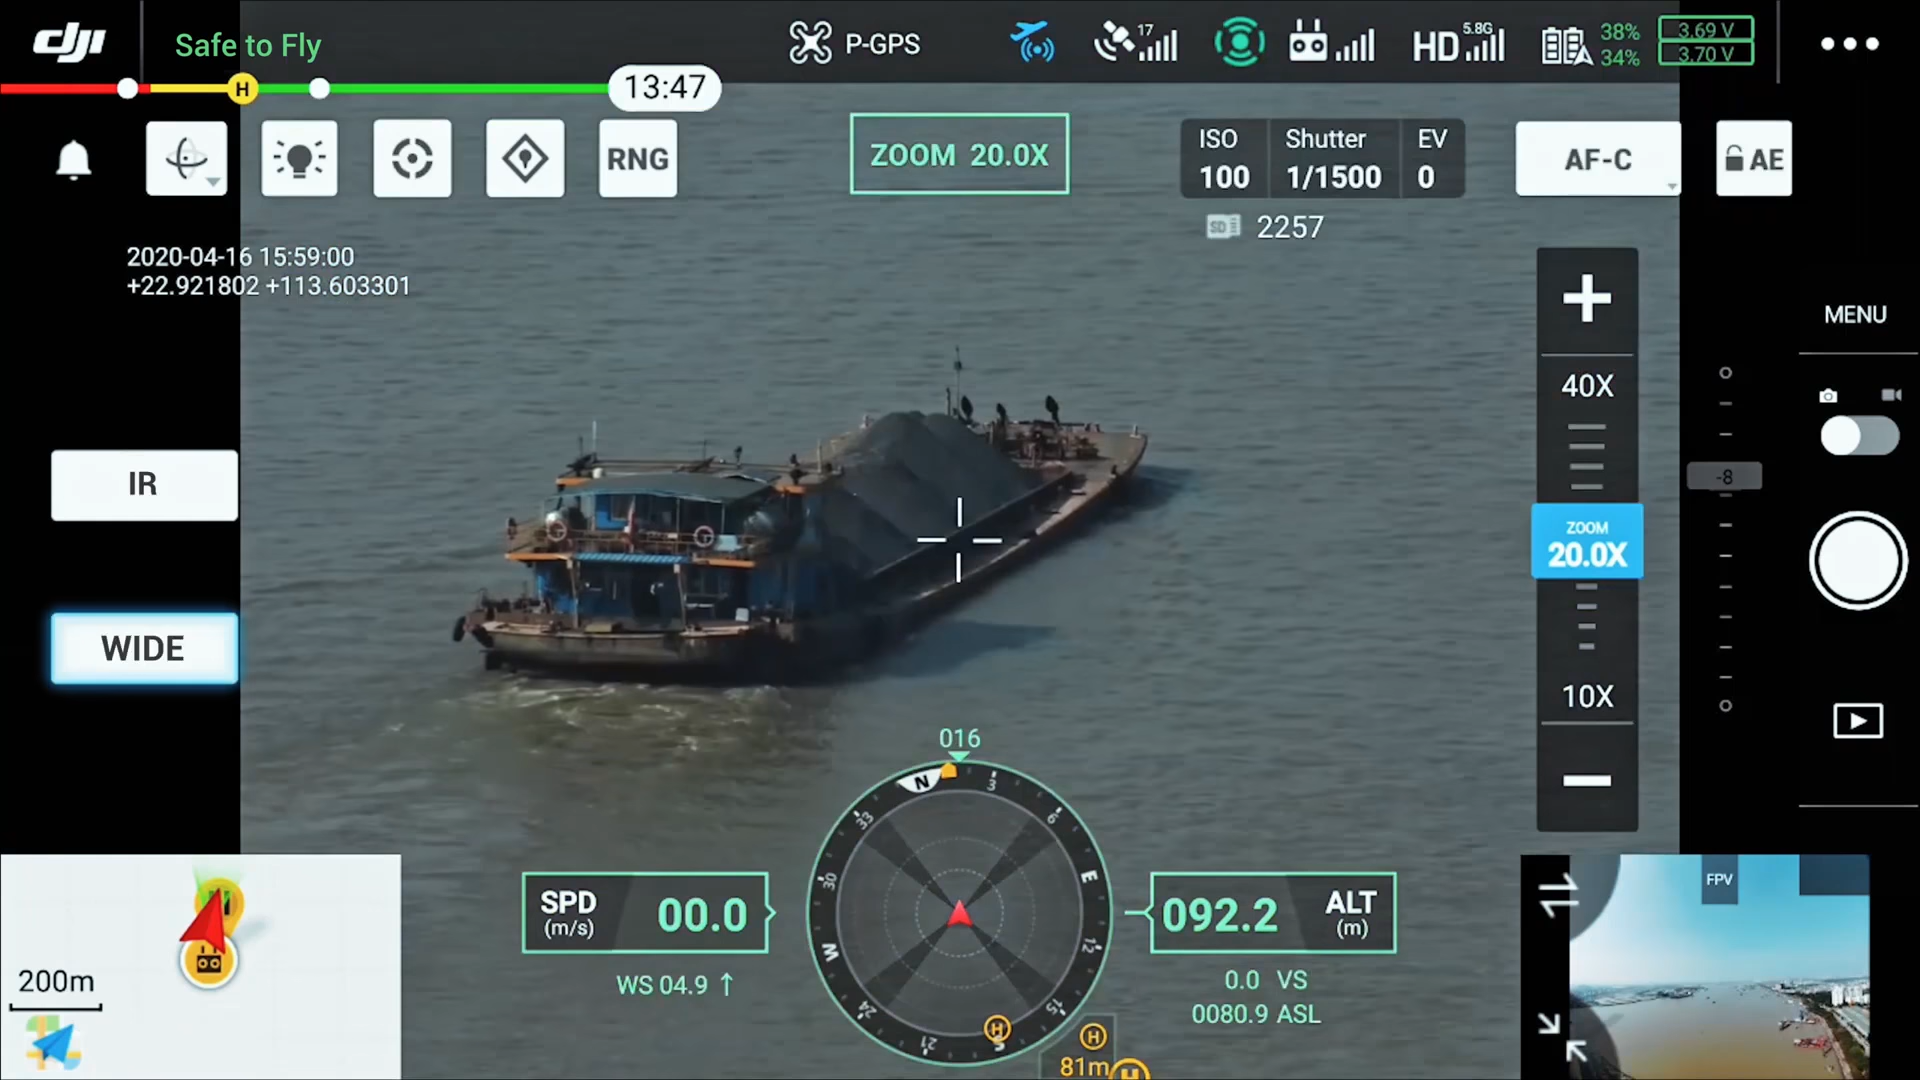 dji
Safe to Fly
P-GPS
17
HD 5.8G
38%
34%
3.69 V
3.70 V
H
13:47
RNG
ZOOM 20.0X
ISO
100
Shutter
1/1500
EV
0
AF-C
AE
SD 2257
2020-04-16 15:59:00
+22.921802 +113.603301
MENU
40X
-8
IR
ZOOM
20.0X
WIDE
10X
016
N
3
6
E
12
15
S
21
24
W
30
33
H
SPD
(m/s)
00.0
WS 04.9 ↑
092.2
ALT
(m)
0.0 VS
0080.9 ASL
H
81m
H
200m
FPV